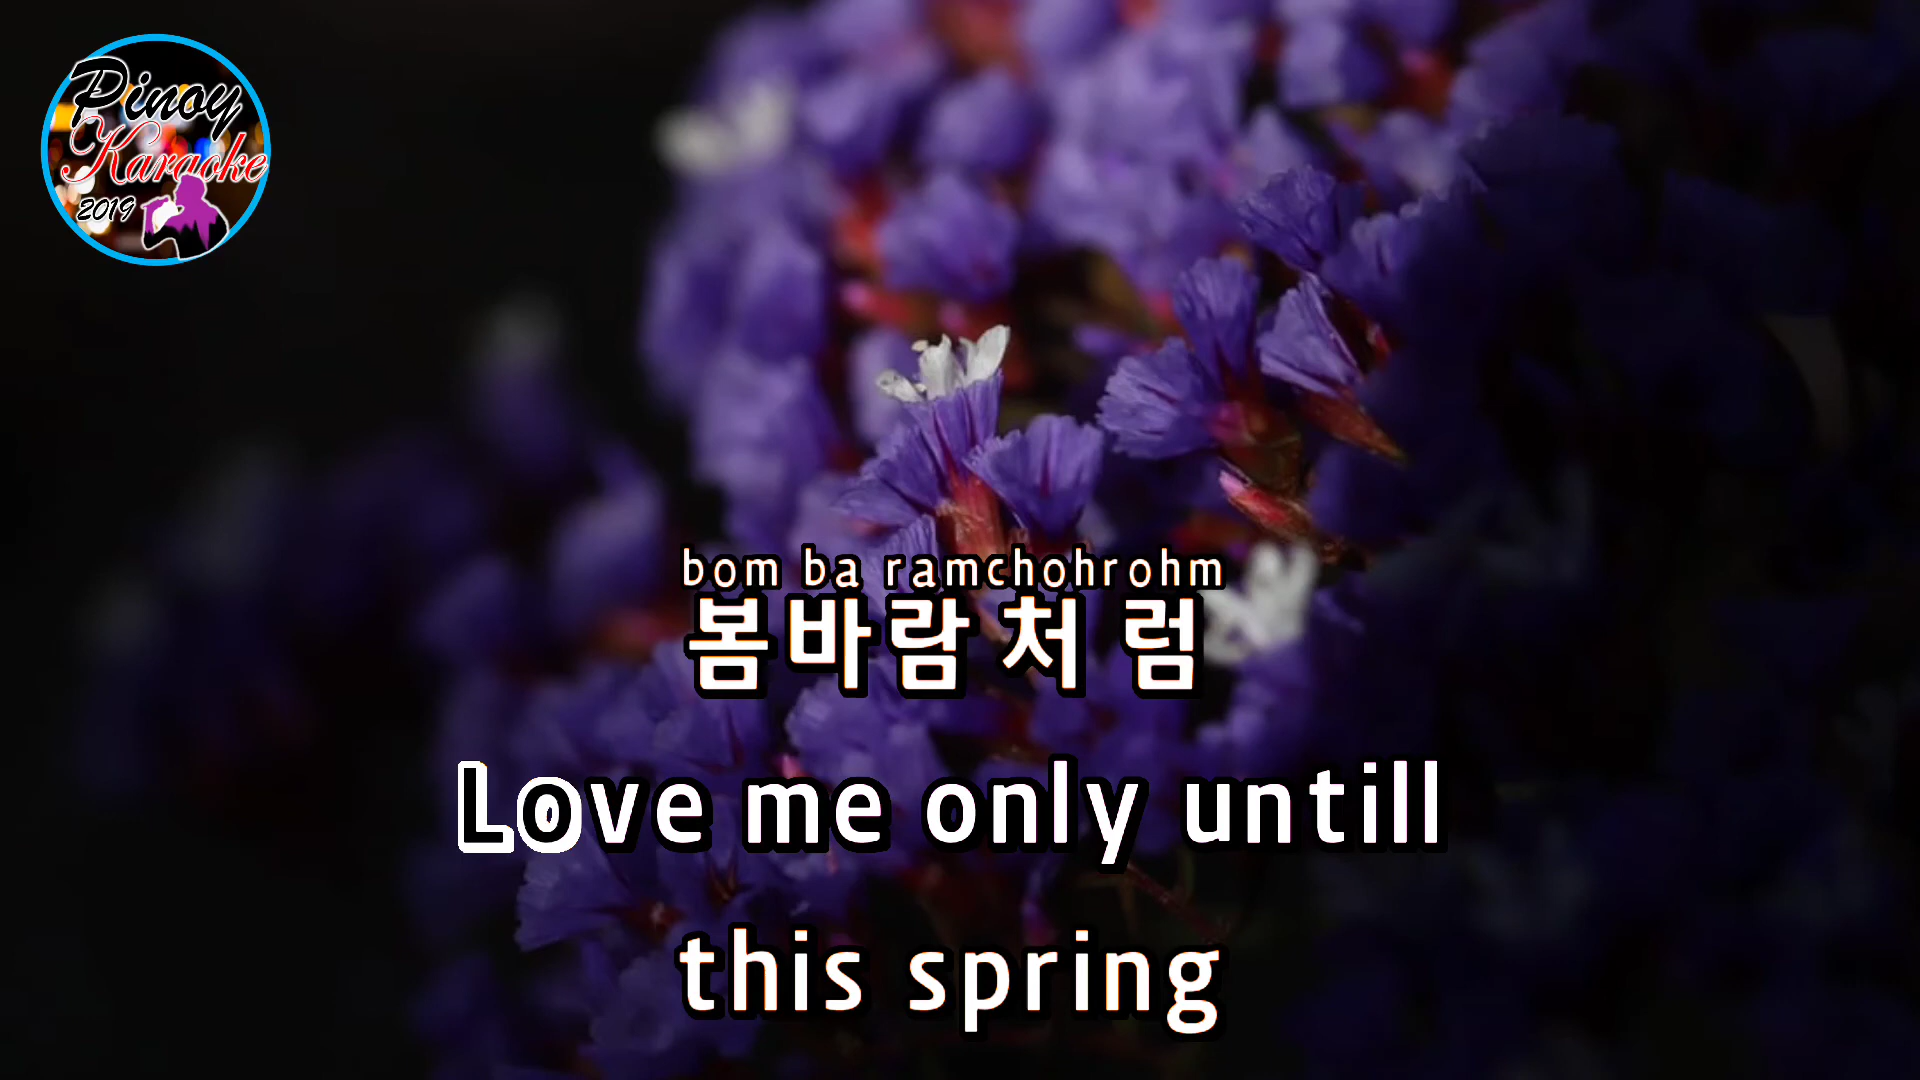 Pinoy
Karaoke
2019
bom ba ramchohrohm
봄바람처 럼
Love me only untill
this spring